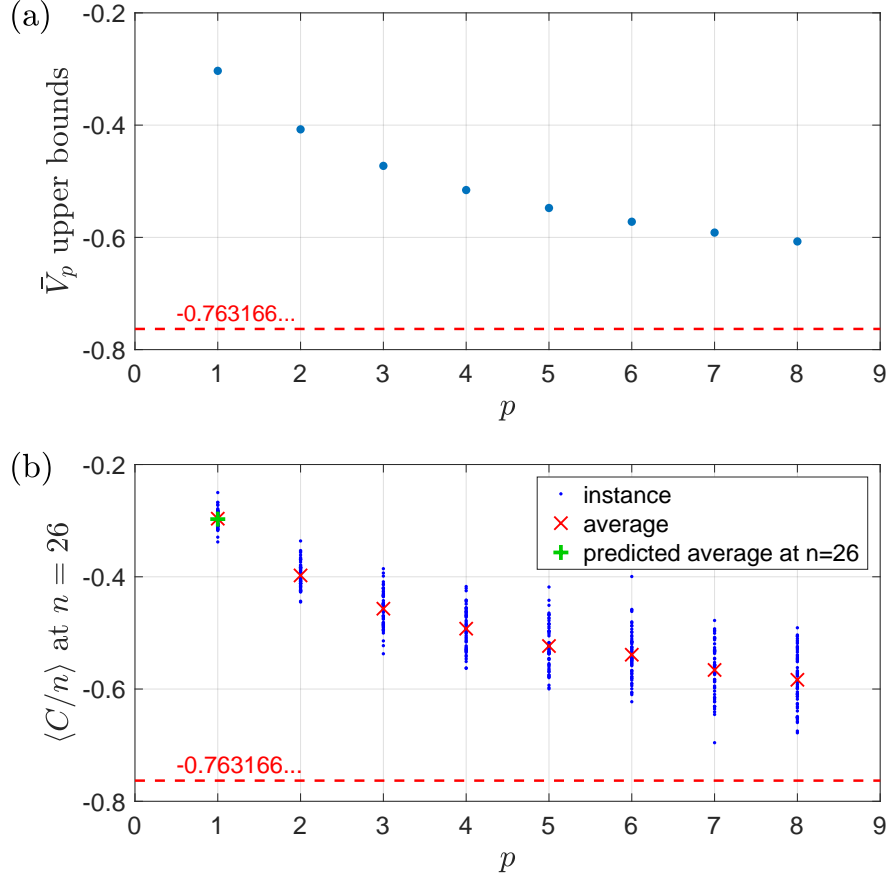 (a)
-0.2
-0.4
-0.6
-0.8
V̄_p upper bounds
-0.763166...
0 1 2 3 4 5 6 7 8 9
p
(b)
-0.2
-0.4
-0.6
-0.8
⟨C/n⟩ at n = 26
instance
average
predicted average at n=26
-0.763166...
0 1 2 3 4 5 6 7 8 9
p